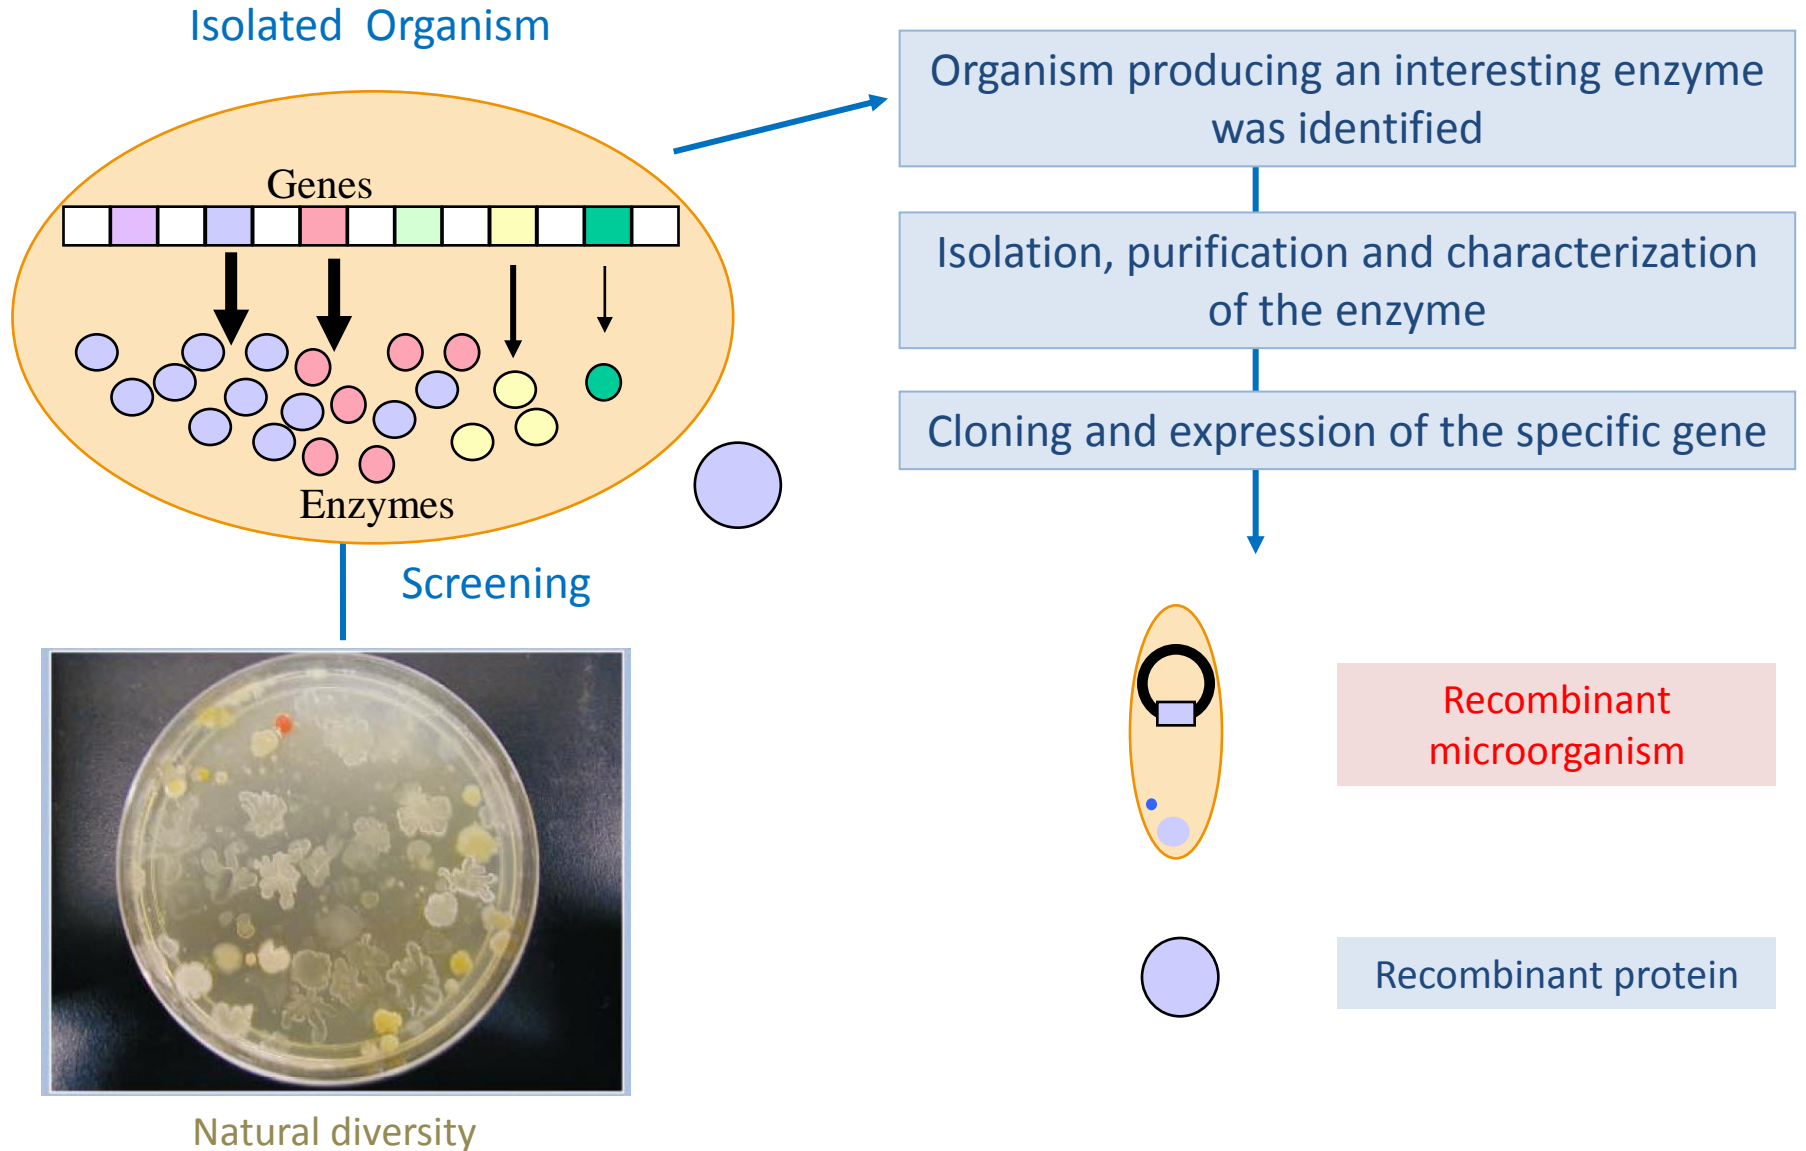 Isolated  Organism
Genes
Enzymes
Screening
Natural diversity
Organism producing an interesting enzyme
was identified
Isolation, purification and characterization
of the enzyme
Cloning and expression of the specific gene
Recombinant
microorganism
Recombinant protein